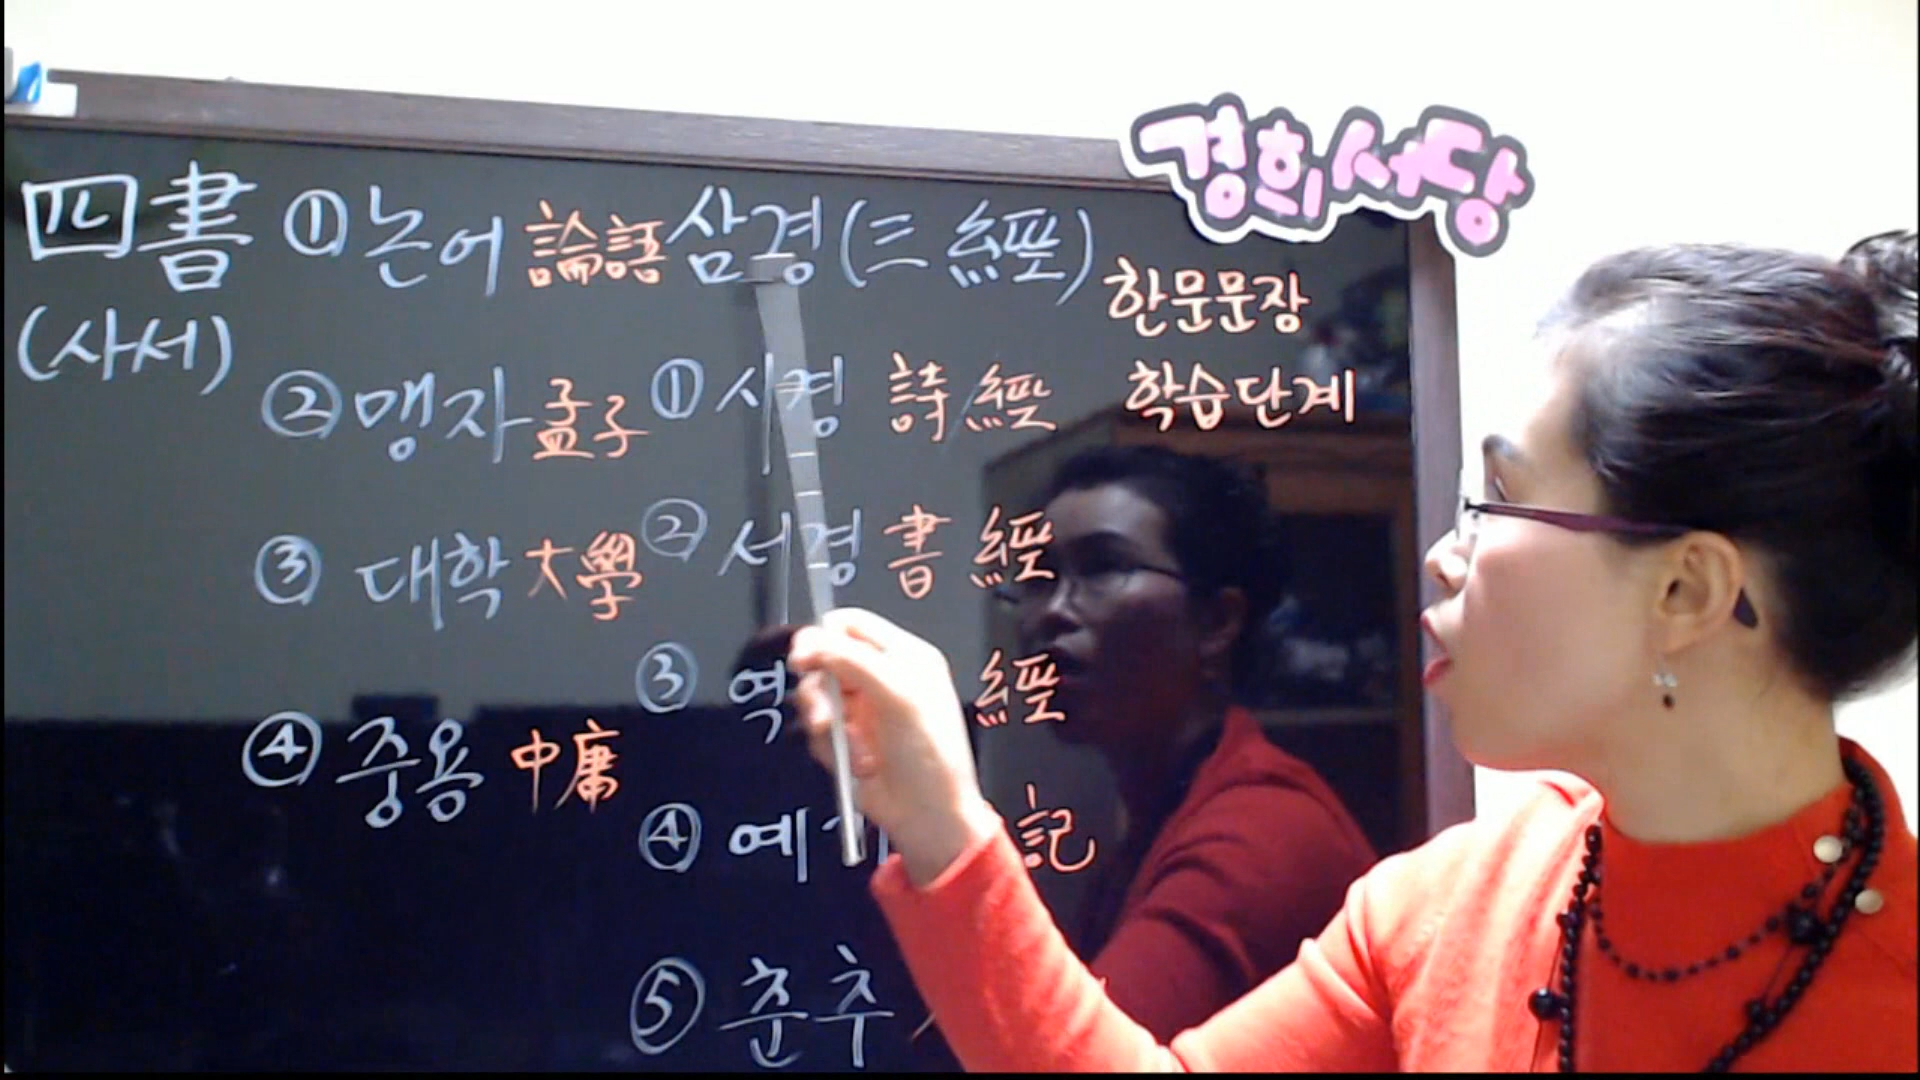 경희서당
四書 ① 논어 論語 삼경 (三經)
(사서)
한문문장
학습단계
② 맹자 孟子 ① 시경 詩經
③ 대학 大學 ② 서경 書經
③ 역 經
④ 중용 中庸
④ 예 記
⑤ 춘추